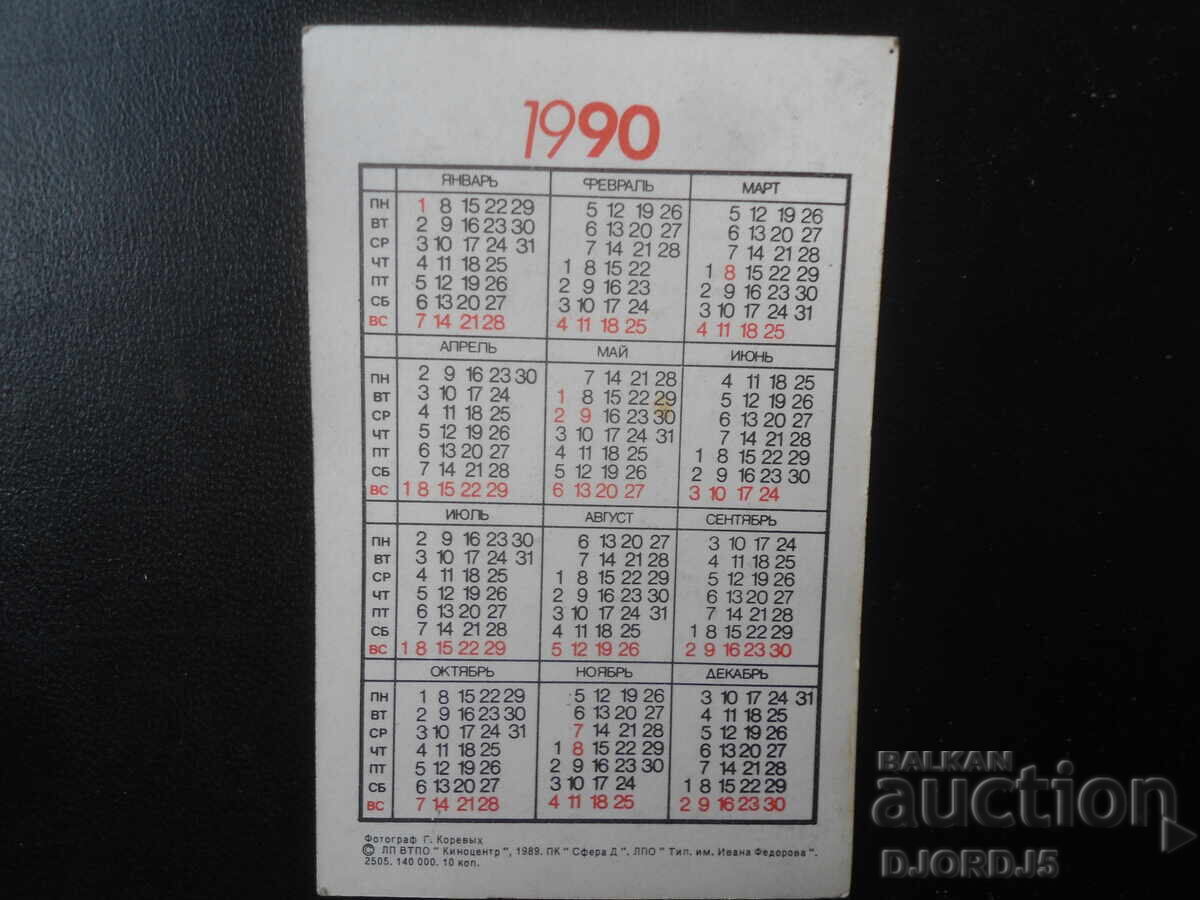 1990
ЯНВАРЬ ФЕВРАЛЬ МАРТ
ПН 1 8 15 22 29 5 12 19 26 5 12 19 26
ВТ 2 9 16 23 30 6 13 20 27 6 13 20 27
СР 3 10 17 24 31 7 14 21 28 7 14 21 28
ЧТ 4 11 18 25 1 8 15 22 1 8 15 22 29
ПТ 5 12 19 26 2 9 16 23 2 9 16 23 30
СБ 6 13 20 27 3 10 17 24 3 10 17 24 31
ВС 7 14 21 28 4 11 18 25 4 11 18 25
АПРЕЛЬ МАЙ ИЮНЬ
ПН 2 9 16 23 30 7 14 21 28 4 11 18 25
ВТ 3 10 17 24 1 8 15 22 29 5 12 19 26
СР 4 11 18 25 2 9 16 23 30 6 13 20 27
ЧТ 5 12 19 26 3 10 17 24 31 7 14 21 28
ПТ 6 13 20 27 4 11 18 25 1 8 15 22 29
СБ 7 14 21 28 5 12 19 26 2 9 16 23 30
ВС 1 8 15 22 29 6 13 20 27 3 10 17 24
ИЮЛЬ АВГУСТ СЕНТЯБРЬ
ПН 2 9 16 23 30 6 13 20 27 3 10 17 24
ВТ 3 10 17 24 31 7 14 21 28 4 11 18 25
СР 4 11 18 25 1 8 15 22 29 5 12 19 26
ЧТ 5 12 19 26 2 9 16 23 30 6 13 20 27
ПТ 6 13 20 27 3 10 17 24 31 7 14 21 28
СБ 7 14 21 28 4 11 18 25 1 8 15 22 29
ВС 1 8 15 22 29 5 12 19 26 2 9 16 23 30
ОКТЯБРЬ НОЯБРЬ ДЕКАБРЬ
ПН 1 8 15 22 29 5 12 19 26 3 10 17 24 31
ВТ 2 9 16 23 30 6 13 20 27 4 11 18 25
СР 3 10 17 24 31 7 14 21 28 5 12 19 26
ЧТ 4 11 18 25 1 8 15 22 29 6 13 20 27
ПТ 5 12 19 26 2 9 16 23 30 7 14 21 28
СБ 6 13 20 27 3 10 17 24 1 8 15 22 29
ВС 7 14 21 28 4 11 18 25 2 9 16 23 30
Фотограф Г. Коревых
© ЛП ВТПО " Киноцентр ", 1989. ПК " Сфера Д ". ЛПО " Тип. им. Ивана Федорова ".
2505. 140 000. 10 коп.
BALKAN
auction
DJORDJ5